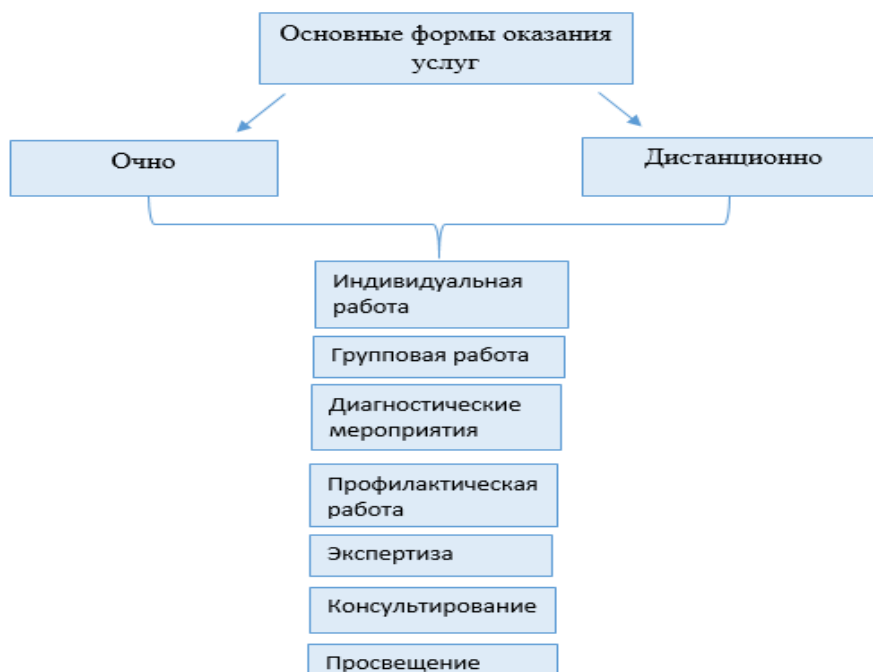 Основные формы оказания
услуг
Очно
Дистанционно
Индивидуальная
работа
Групповая работа
Диагностические
мероприятия
Профилактическая
работа
Экспертиза
Консультирование
Просвещение